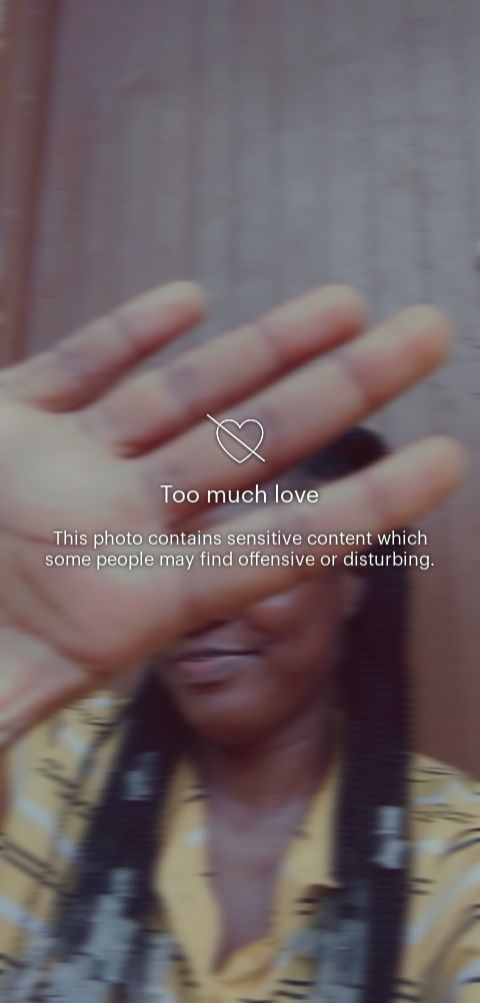 Too much love
This photo contains sensitive content which
some people may find offensive or disturbing.